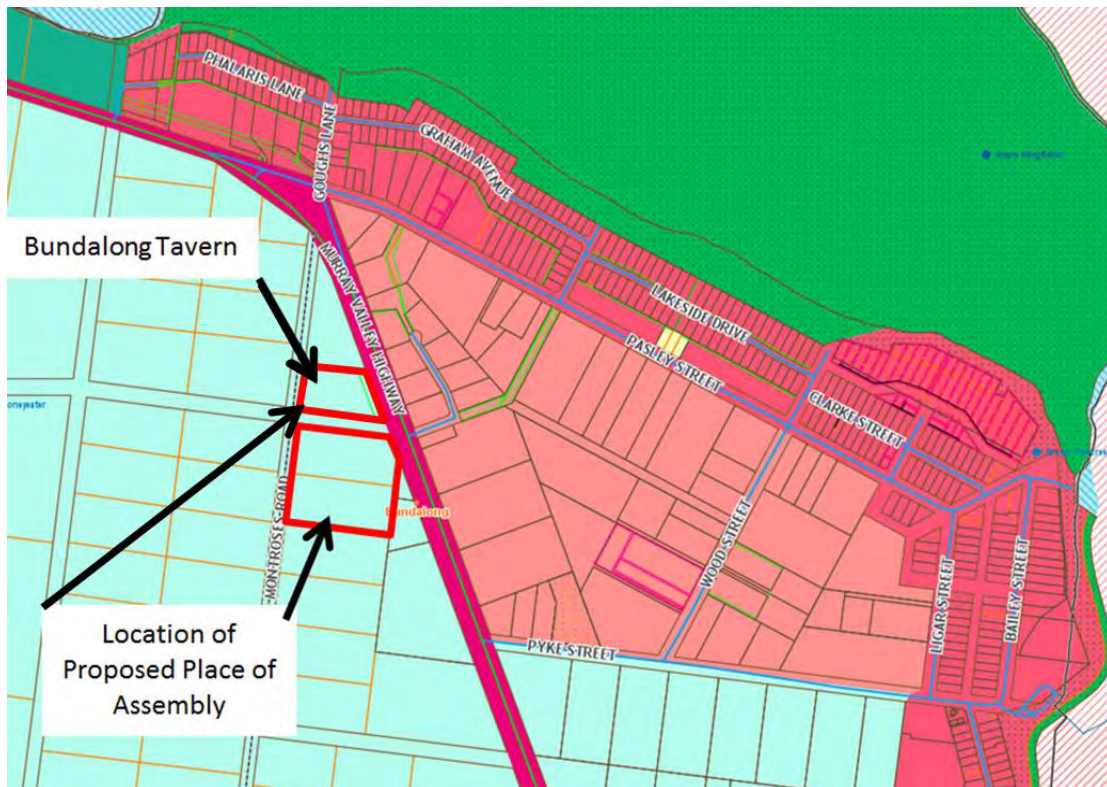 PHALARIS LANE
GOUGHS LANE
GRAHAM AVENUE
Bundalong Tavern
MURRAY VALLEY HIGHWAY
LAKESIDE DRIVE
PASLEY STREET
CLARKE STREET
MONTROSES ROAD
Bundalong
WOOD STREET
LIGAR STREET
BAILEY STREET
Location of
Proposed Place of
Assembly
PYKE STREET